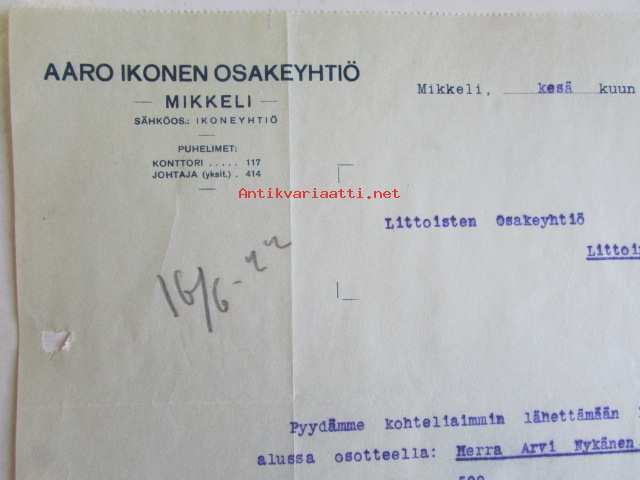 AARO IKONEN OSAKEYHTIÖ
— MIKKELI —
SÄHKÖOS.: IKONEYHTIÖ
PUHELIMET:
KONTTORI ..... 117
JOHTAJA (yksit.) . 414
Mikkeli, kesä kuun
Antikvariaatti.net
Littoisten Osakeyhtiö
Littoi
16/6-22
Pyydämme kohteliaimmin lähettämään
alussa osotteella: Herra Arvi Nykänen